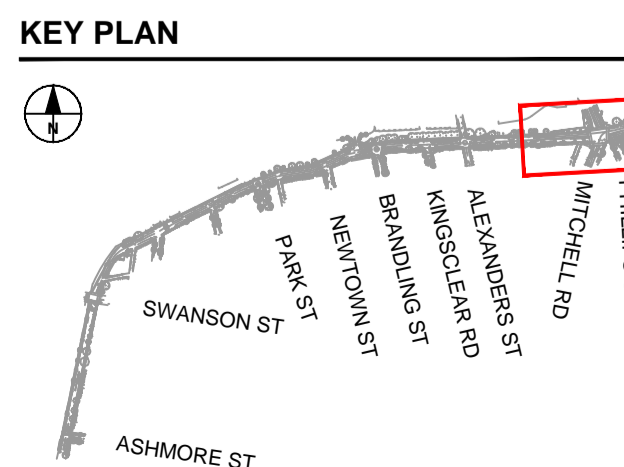 KEY PLAN
N
SWANSON ST
PARK ST
NEWTOWN ST
BRANDLING ST
KINGSCLEAR RD
ALEXANDERS ST
MITCHELL RD
ASHMORE ST